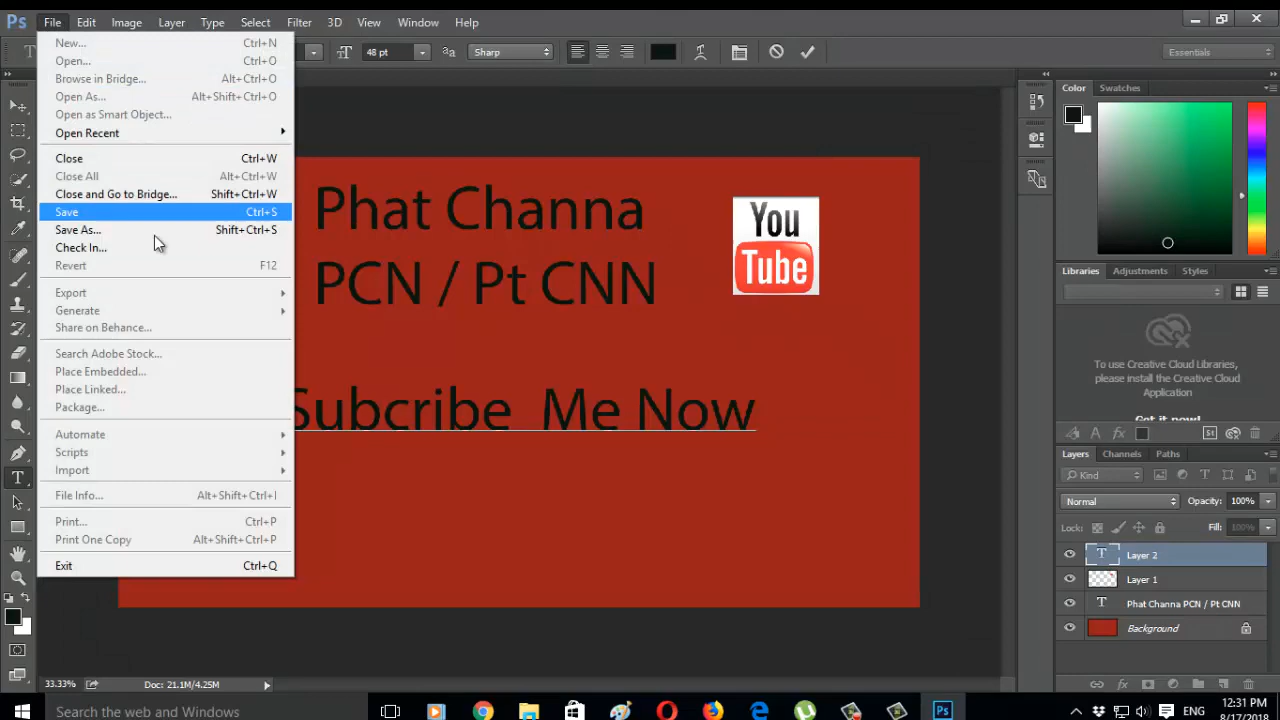 Ps File Edit Image Layer Type Select Filter 3D View Window Help
T 48 pt aa Sharp Essentials
New... Ctrl+N
Open... Ctrl+O
Browse in Bridge... Alt+Ctrl+O
Open As... Alt+Shift+Ctrl+O
Open as Smart Object...
Open Recent
Close Ctrl+W
Close All Alt+Ctrl+W
Close and Go to Bridge... Shift+Ctrl+W
Save Ctrl+S
Save As... Shift+Ctrl+S
Check In...
Revert F12
Export
Generate
Share on Behance...
Search Adobe Stock...
Place Embedded...
Place Linked...
Package...
Automate
Scripts
Import
File Info... Alt+Shift+Ctrl+I
Print... Ctrl+P
Print One Copy Alt+Shift+Ctrl+P
Exit Ctrl+Q
Phat Channa
PCN / Pt CNN
You
Tube
Subcribe  Me Now
Color Swatches
Libraries Adjustments Styles
To use Creative Cloud Libraries,
please install the Creative Cloud
Application
Get it now!
St
Layers Channels Paths
Kind
Normal Opacity: 100%
Lock: Fill: 100%
T Layer 2
Layer 1
T Phat Channa PCN / Pt CNN
Background
33.33% Doc: 21.1M/4.25M
Search the web and Windows
Ps
ENG
12:31 PM